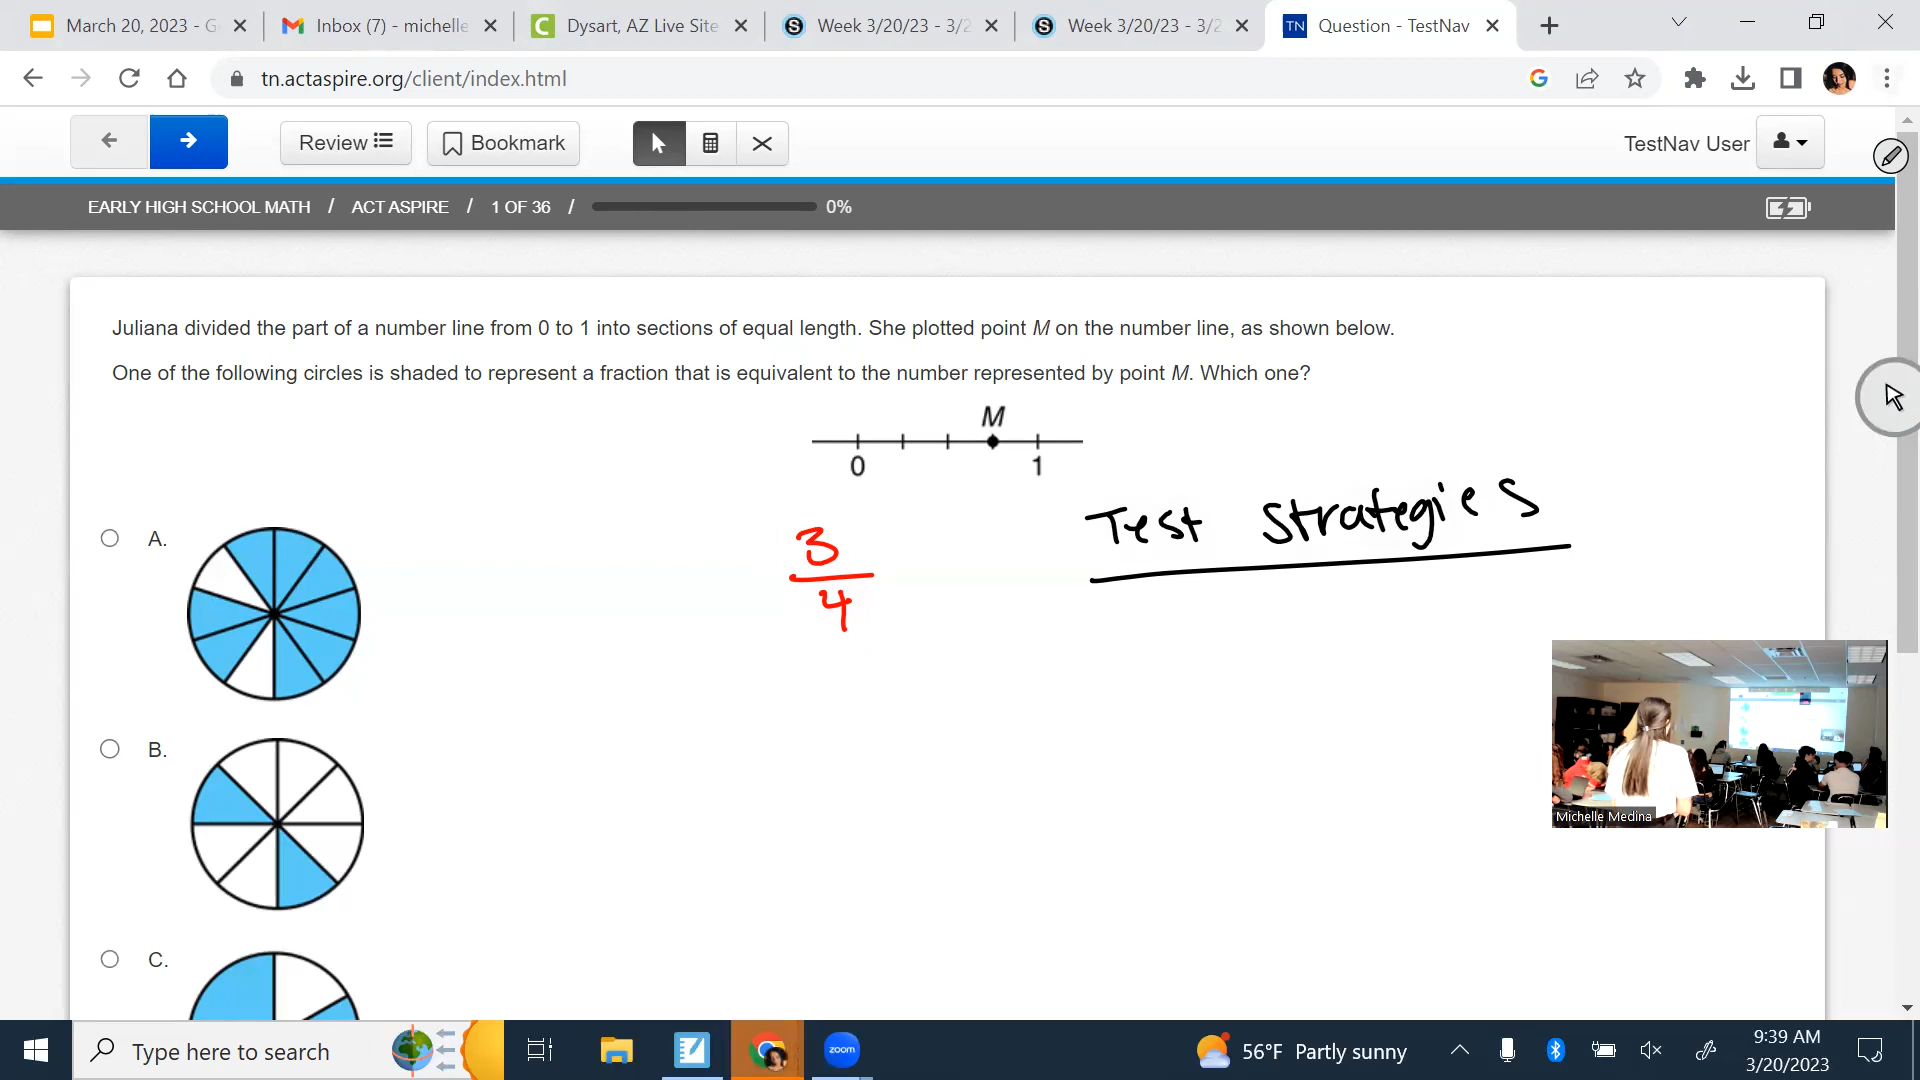 March 20, 2023 - G
Inbox (7) - michelle
Dysart, AZ Live Site
Week 3/20/23 - 3/2
Week 3/20/23 - 3/2
TN Question - TestNav
tn.actaspire.org/client/index.html
Review
Bookmark
TestNav User
EARLY HIGH SCHOOL MATH / ACT ASPIRE / 1 OF 36 / 0%
Juliana divided the part of a number line from 0 to 1 into sections of equal length. She plotted point M on the number line, as shown below.
One of the following circles is shaded to represent a fraction that is equivalent to the number represented by point M. Which one?
M
0 1
Test Strategies
A.
3
4
B.
Michelle Medina
C.
Type here to search
zoom
56°F Partly sunny
9:39 AM
3/20/2023